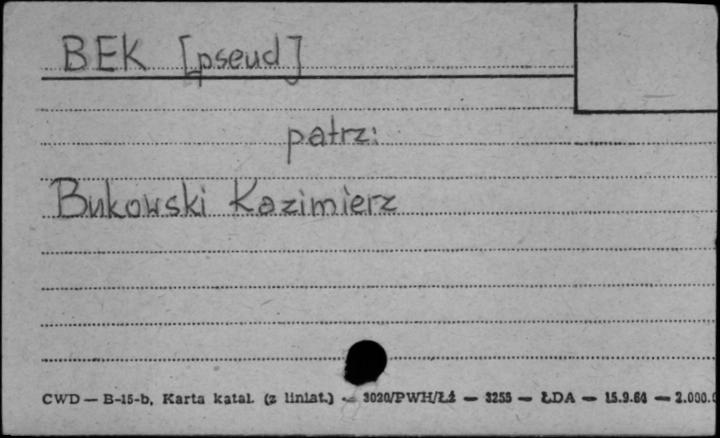 BEK [pseud]
patrz:
Bukowski Kazimierz
CWD — B-15-b, Karta katal. (z liniat.) — 3020/PWH/Łż — 3255 — ŁDA — 15.9.64 — 2.000.0